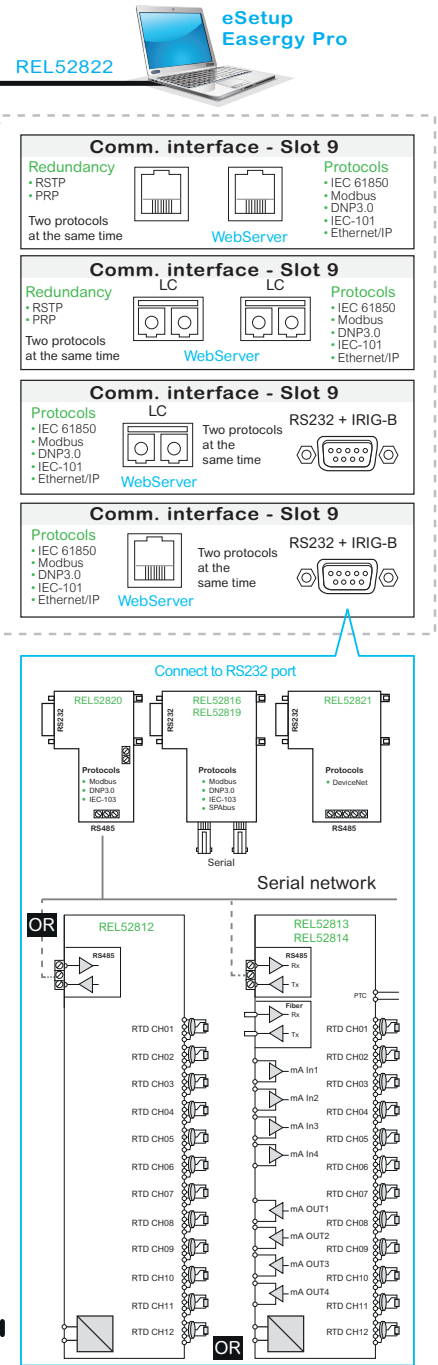 eSetup
Easergy Pro
REL52822
Comm. interface - Slot 9
Redundancy
• RSTP
• PRP
Two protocols
at the same time
WebServer
Protocols
• IEC 61850
• Modbus
• DNP3.0
• IEC-101
• Ethernet/IP
Comm. interface - Slot 9
Redundancy
• RSTP
• PRP
Two protocols
at the same time
LC
LC
WebServer
Protocols
• IEC 61850
• Modbus
• DNP3.0
• IEC-101
• Ethernet/IP
Comm. interface - Slot 9
Protocols
• IEC 61850
• Modbus
• DNP3.0
• IEC-101
• Ethernet/IP
LC
WebServer
Two protocols
at the
same time
RS232 + IRIG-B
Comm. interface - Slot 9
Protocols
• IEC 61850
• Modbus
• DNP3.0
• IEC-101
• Ethernet/IP
WebServer
Two protocols
at the
same time
RS232 + IRIG-B
Connect to RS232 port
REL52820
RS232
Protocols
• Modbus
• DNP3.0
• IEC-103
RS485
REL52816
REL52819
RS232
Protocols
• Modbus
• DNP3.0
• IEC-103
• SPAbus
Serial
REL52821
RS232
Protocols
• DeviceNet
RS485
Serial network
OR
REL52812
RS485
RTD CH01
RTD CH02
RTD CH03
RTD CH04
RTD CH05
RTD CH06
RTD CH07
RTD CH08
RTD CH09
RTD CH10
RTD CH11
RTD CH12
OR
REL52813
REL52814
RS485
Rx
Tx
Fiber
Rx
Tx
mA In1
mA In2
mA In3
mA In4
mA OUT1
mA OUT2
mA OUT3
mA OUT4
PTC
RTD CH01
RTD CH02
RTD CH03
RTD CH04
RTD CH05
RTD CH06
RTD CH07
RTD CH08
RTD CH09
RTD CH10
RTD CH11
RTD CH12